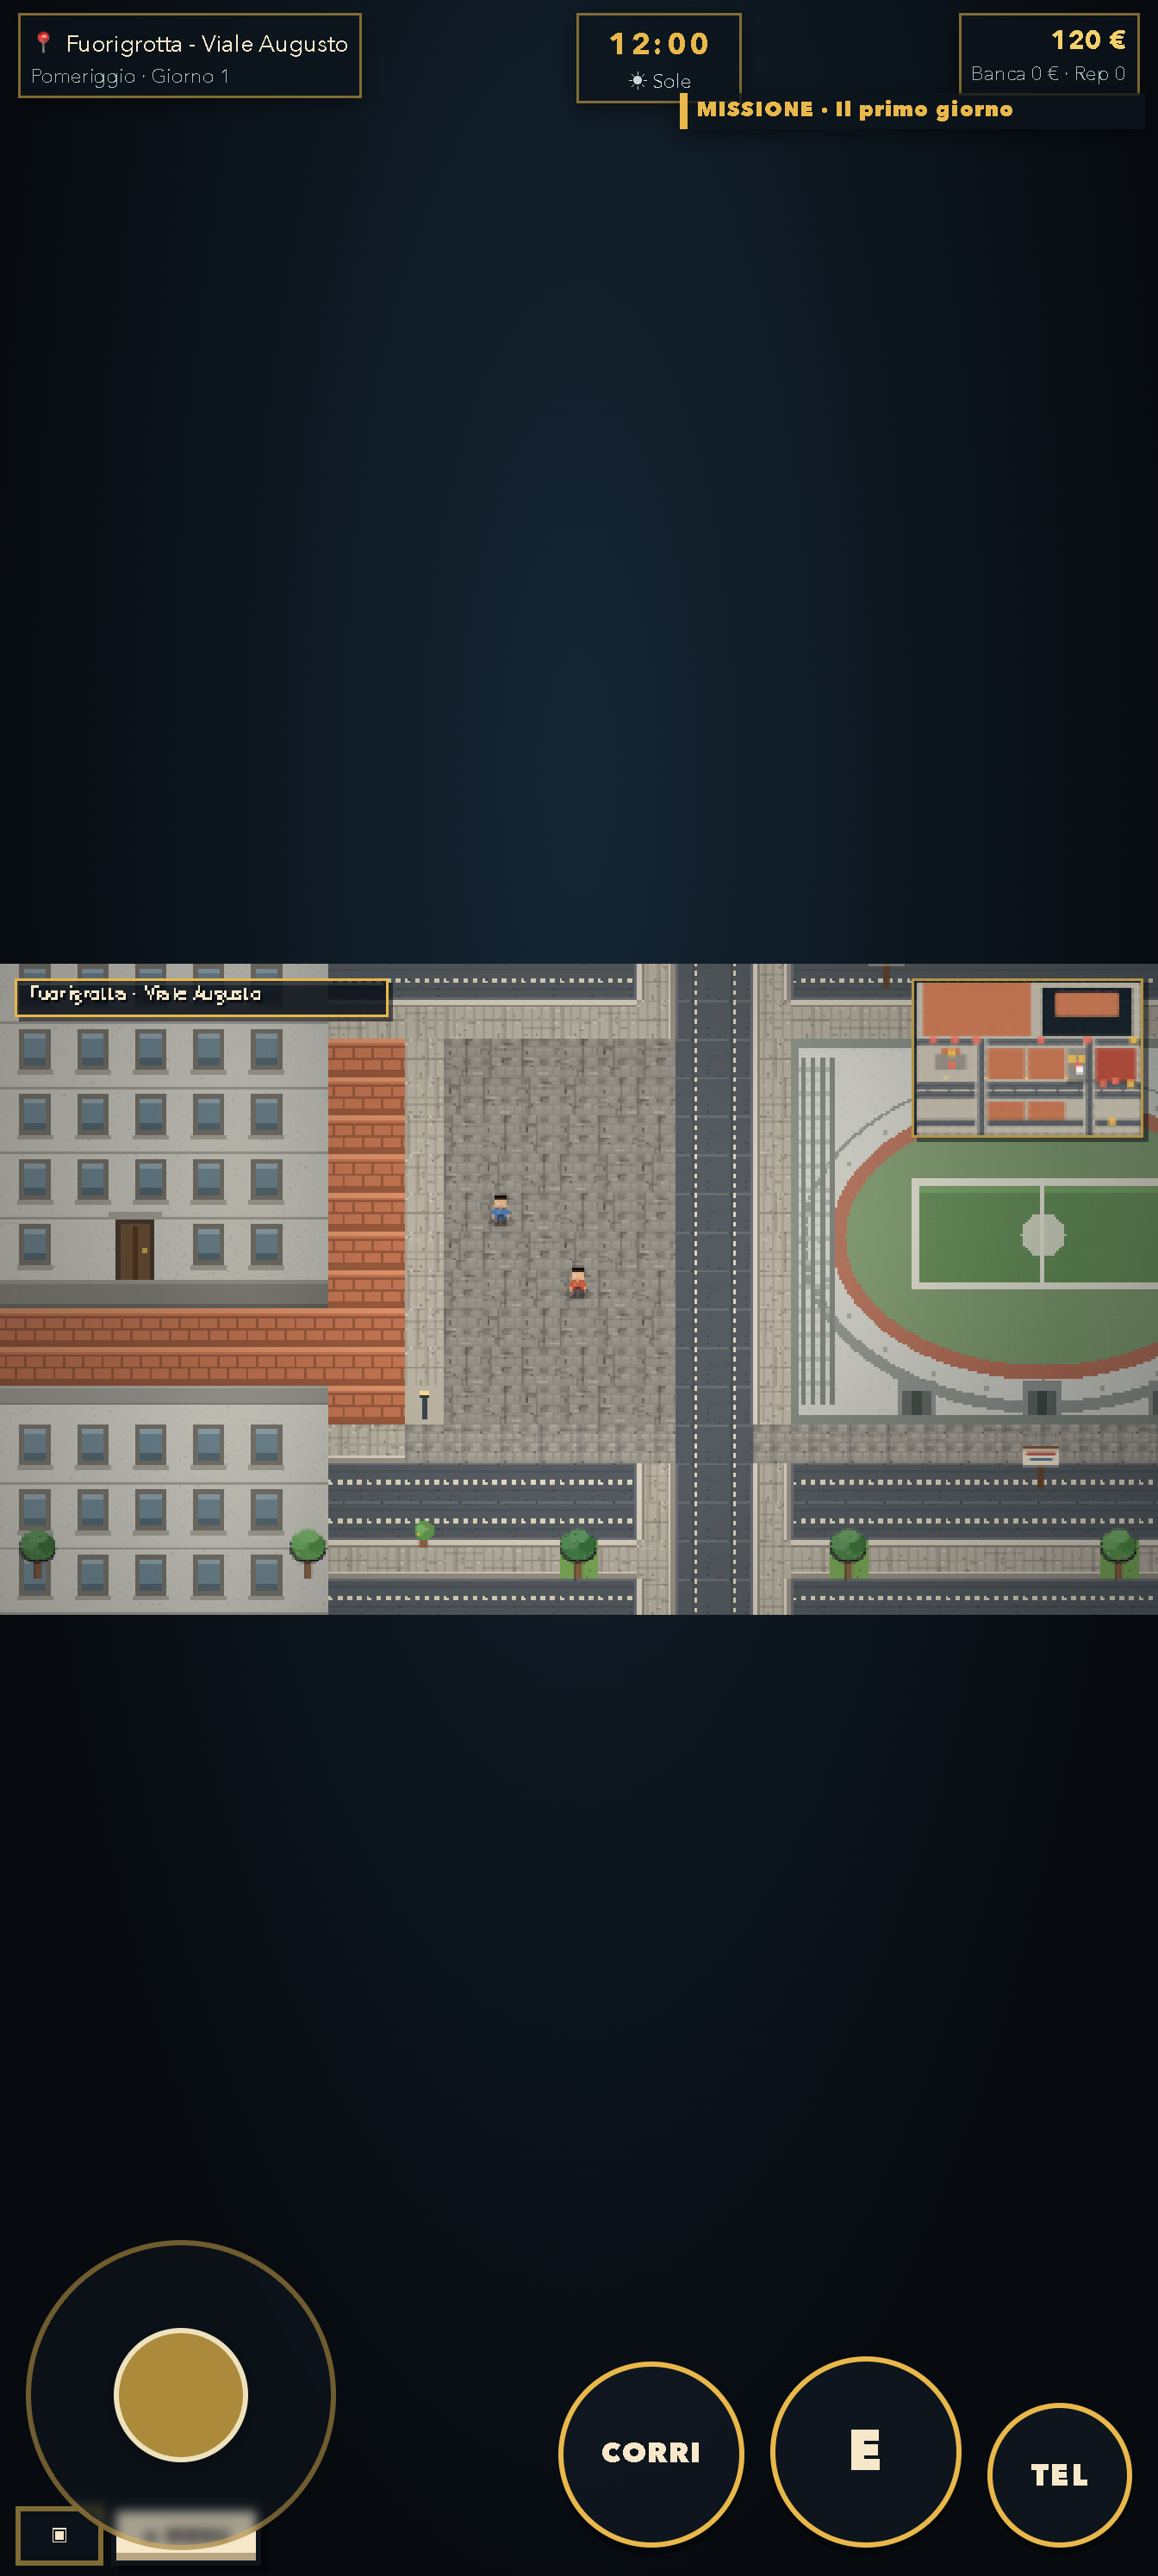 Fuorigrotta - Viale Augusto
Pomeriggio · Giorno 1
12:00
☀ Sole
120 €
Banca 0 € · Rep 0
MISSIONE · Il primo giorno
Fuorigrotta · Viale Augusto
CORRI
E
TEL